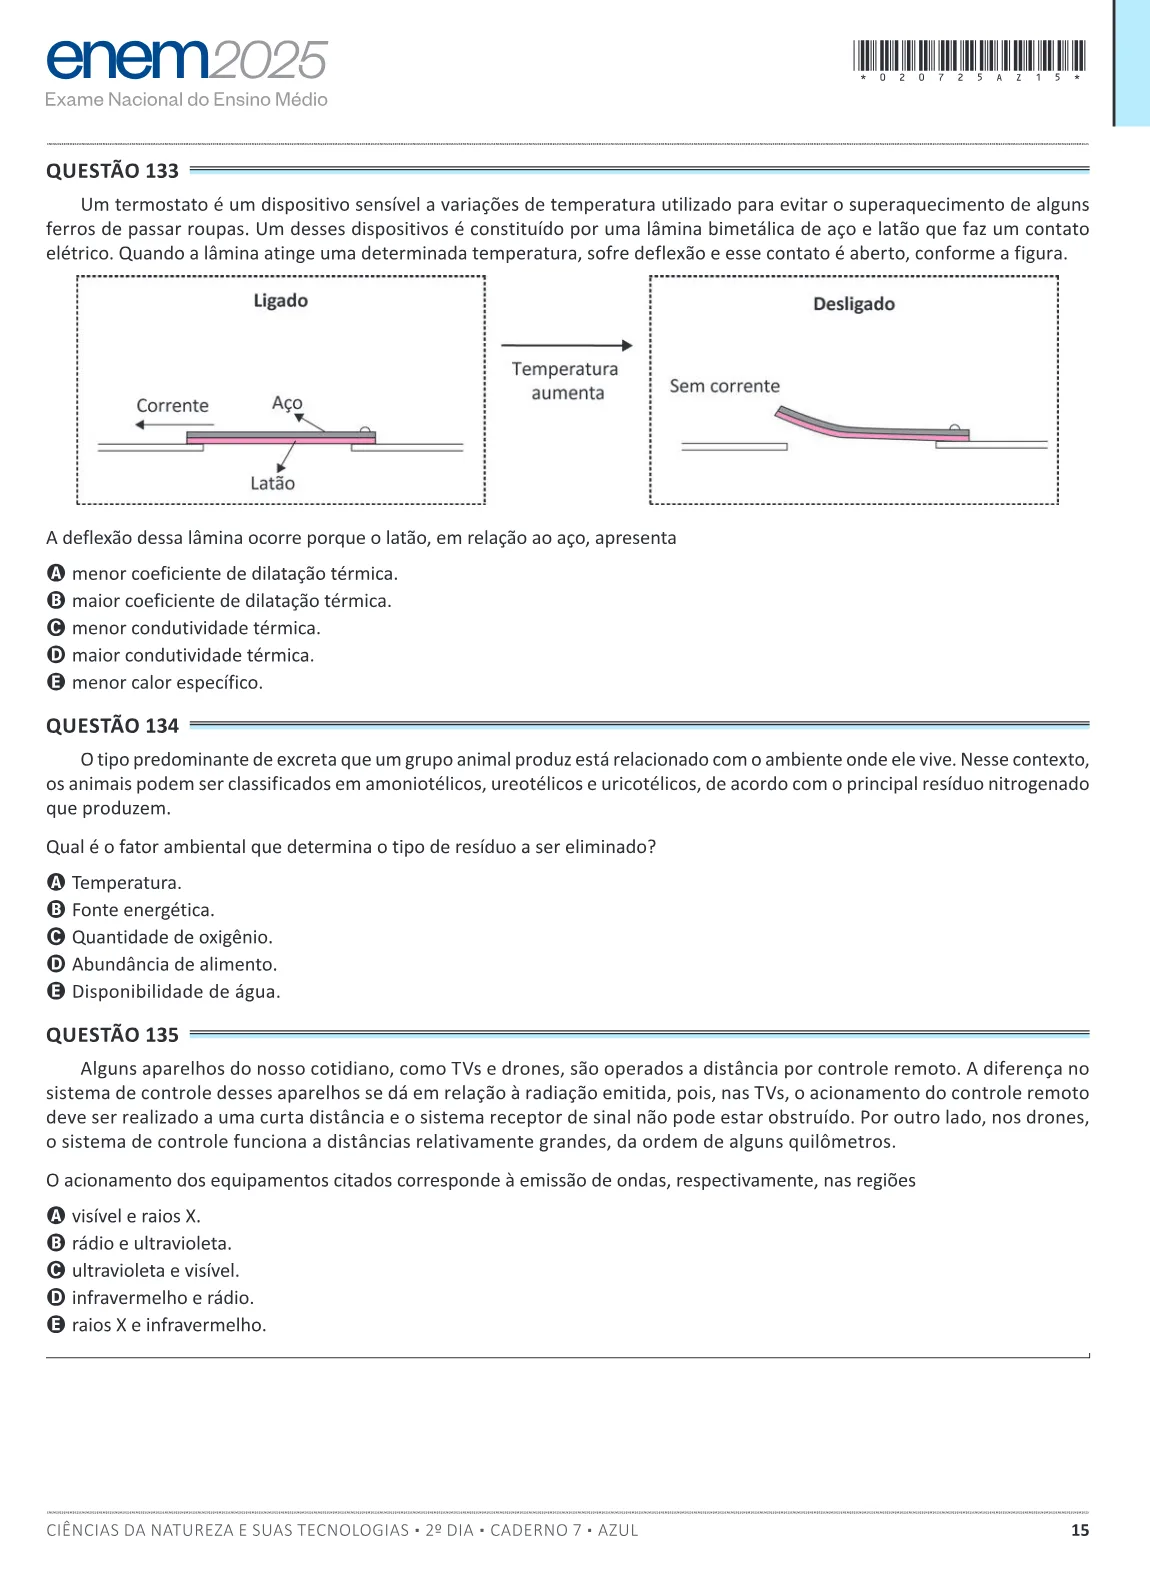 enem2025
Exame Nacional do Ensino Médio
*020725AZ15*
QUESTÃO 133
Um termostato é um dispositivo sensível a variações de temperatura utilizado para evitar o superaquecimento de alguns
ferros de passar roupas. Um desses dispositivos é constituído por uma lâmina bimetálica de aço e latão que faz um contato
elétrico. Quando a lâmina atinge uma determinada temperatura, sofre deflexão e esse contato é aberto, conforme a figura.
Ligado
Corrente
Aço
Latão
Temperatura
aumenta
Desligado
Sem corrente
A deflexão dessa lâmina ocorre porque o latão, em relação ao aço, apresenta
A menor coeficiente de dilatação térmica.
B maior coeficiente de dilatação térmica.
C menor condutividade térmica.
D maior condutividade térmica.
E menor calor específico.
QUESTÃO 134
O tipo predominante de excreta que um grupo animal produz está relacionado com o ambiente onde ele vive. Nesse contexto,
os animais podem ser classificados em amoniotélicos, ureotélicos e uricotélicos, de acordo com o principal resíduo nitrogenado
que produzem.
Qual é o fator ambiental que determina o tipo de resíduo a ser eliminado?
A Temperatura.
B Fonte energética.
C Quantidade de oxigênio.
D Abundância de alimento.
E Disponibilidade de água.
QUESTÃO 135
Alguns aparelhos do nosso cotidiano, como TVs e drones, são operados a distância por controle remoto. A diferença no
sistema de controle desses aparelhos se dá em relação à radiação emitida, pois, nas TVs, o acionamento do controle remoto
deve ser realizado a uma curta distância e o sistema receptor de sinal não pode estar obstruído. Por outro lado, nos drones,
o sistema de controle funciona a distâncias relativamente grandes, da ordem de alguns quilômetros.
O acionamento dos equipamentos citados corresponde à emissão de ondas, respectivamente, nas regiões
A visível e raios X.
B rádio e ultravioleta.
C ultravioleta e visível.
D infravermelho e rádio.
E raios X e infravermelho.
CIÊNCIAS DA NATUREZA E SUAS TECNOLOGIAS • 2º DIA • CADERNO 7 • AZUL
15